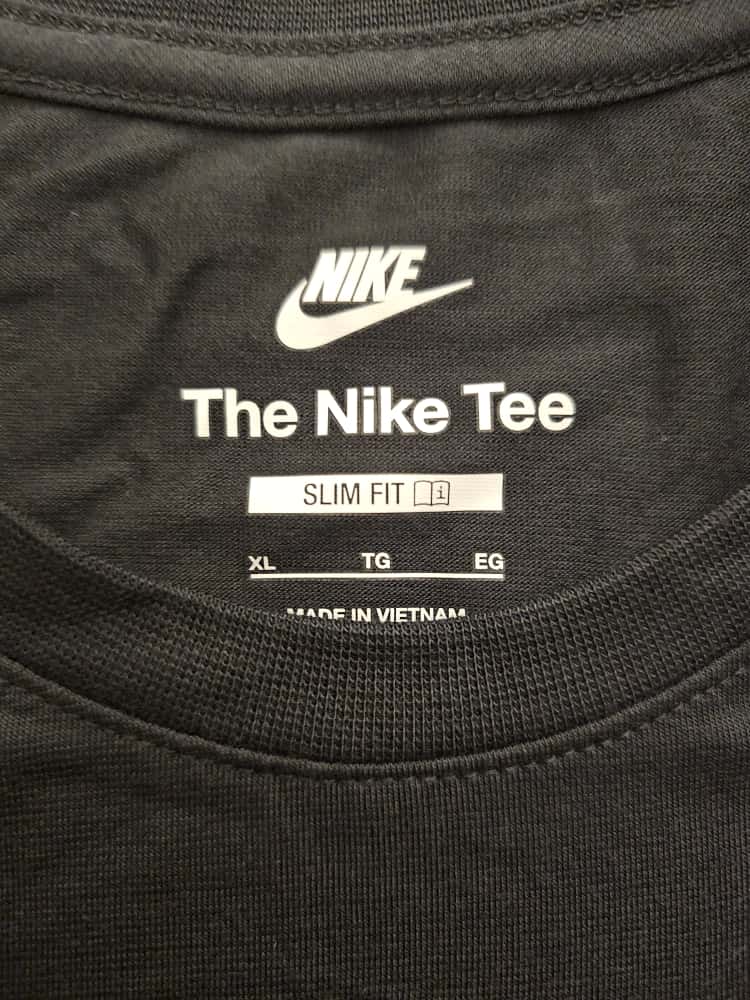 NIKE
The Nike Tee
SLIM FIT
XL TG EG
MADE IN VIETNAM